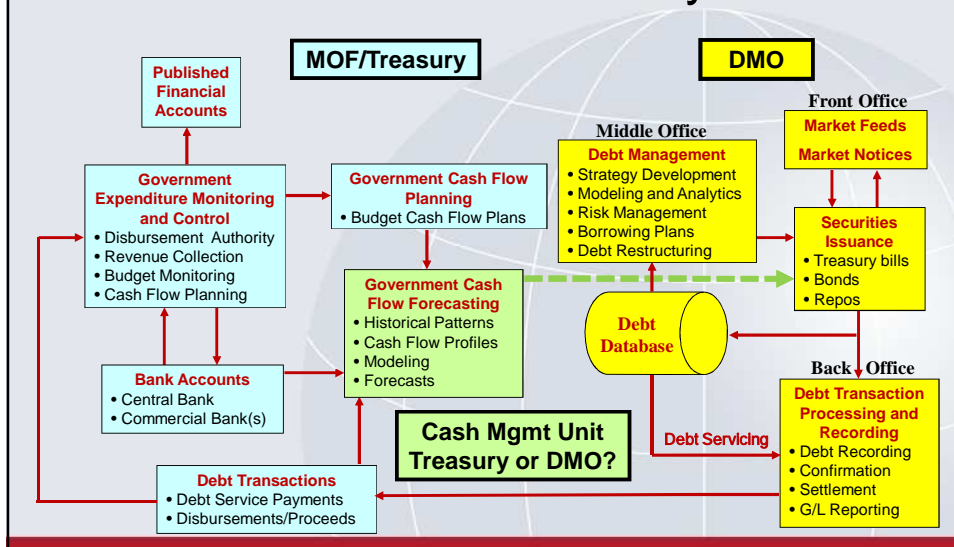 MOF/Treasury
DMO
Published
Financial
Accounts
Front Office
Market Feeds
Market Notices
Middle Office
Debt Management
• Strategy Development
• Modeling and Analytics
• Risk Management
• Borrowing Plans
• Debt Restructuring
Government
Expenditure Monitoring
and Control
• Disbursement Authority
• Revenue Collection
• Budget Monitoring
• Cash Flow Planning
Government Cash Flow
Planning
• Budget Cash Flow Plans
Securities
Issuance
• Treasury bills
• Bonds
• Repos
Government Cash
Flow Forecasting
• Historical Patterns
• Cash Flow Profiles
• Modeling
• Forecasts
Debt
Database
Bank Accounts
• Central Bank
• Commercial Bank(s)
Back Office
Debt Transaction
Processing and
Recording
• Debt Recording
• Confirmation
• Settlement
• G/L Reporting
Cash Mgmt Unit
Treasury or DMO?
Debt Servicing
Debt Transactions
• Debt Service Payments
• Disbursements/Proceeds